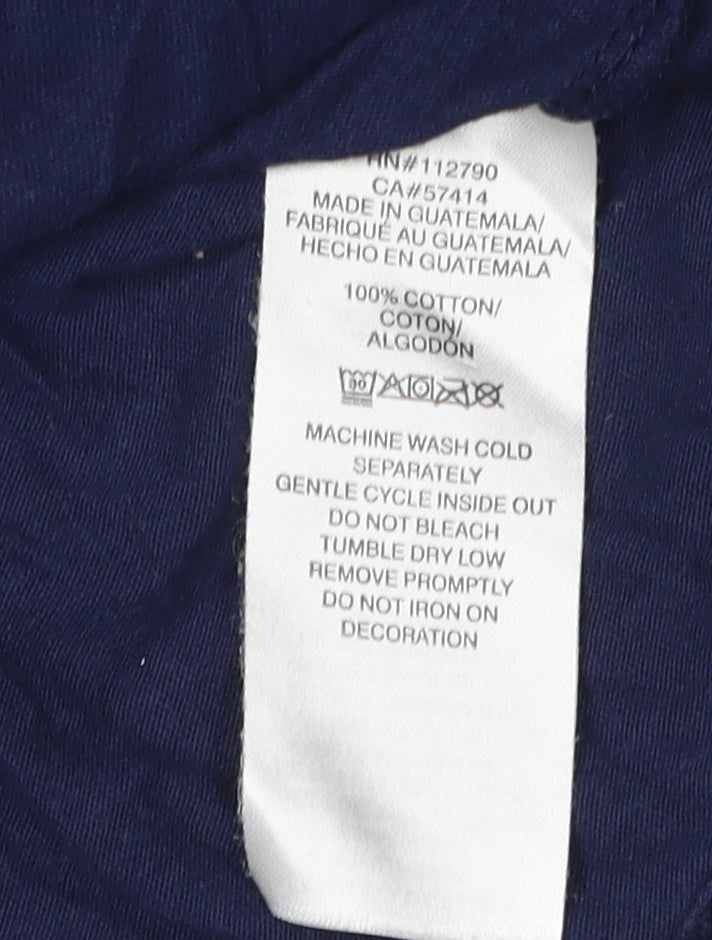 RN#112790
CA#57414
MADE IN GUATEMALA/
FABRIQUÉ AU GUATEMALA/
HECHO EN GUATEMALA
100% COTTON/
COTON/
ALGODÓN
30
MACHINE WASH COLD
SEPARATELY
GENTLE CYCLE INSIDE OUT
DO NOT BLEACH
TUMBLE DRY LOW
REMOVE PROMPTLY
DO NOT IRON ON
DECORATION